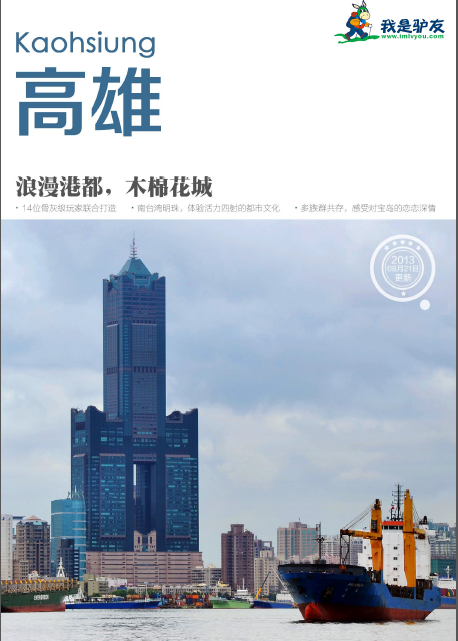 我是驴友
www.imlvyou.com
Kaohsiung
高雄
浪漫港都，木棉花城
• 14位骨灰级玩家联合打造 • 南台湾明珠，体验活力四射的都市文化 • 多族群共存，感受对宝岛的恋恋深情
2013
08月21日
更新